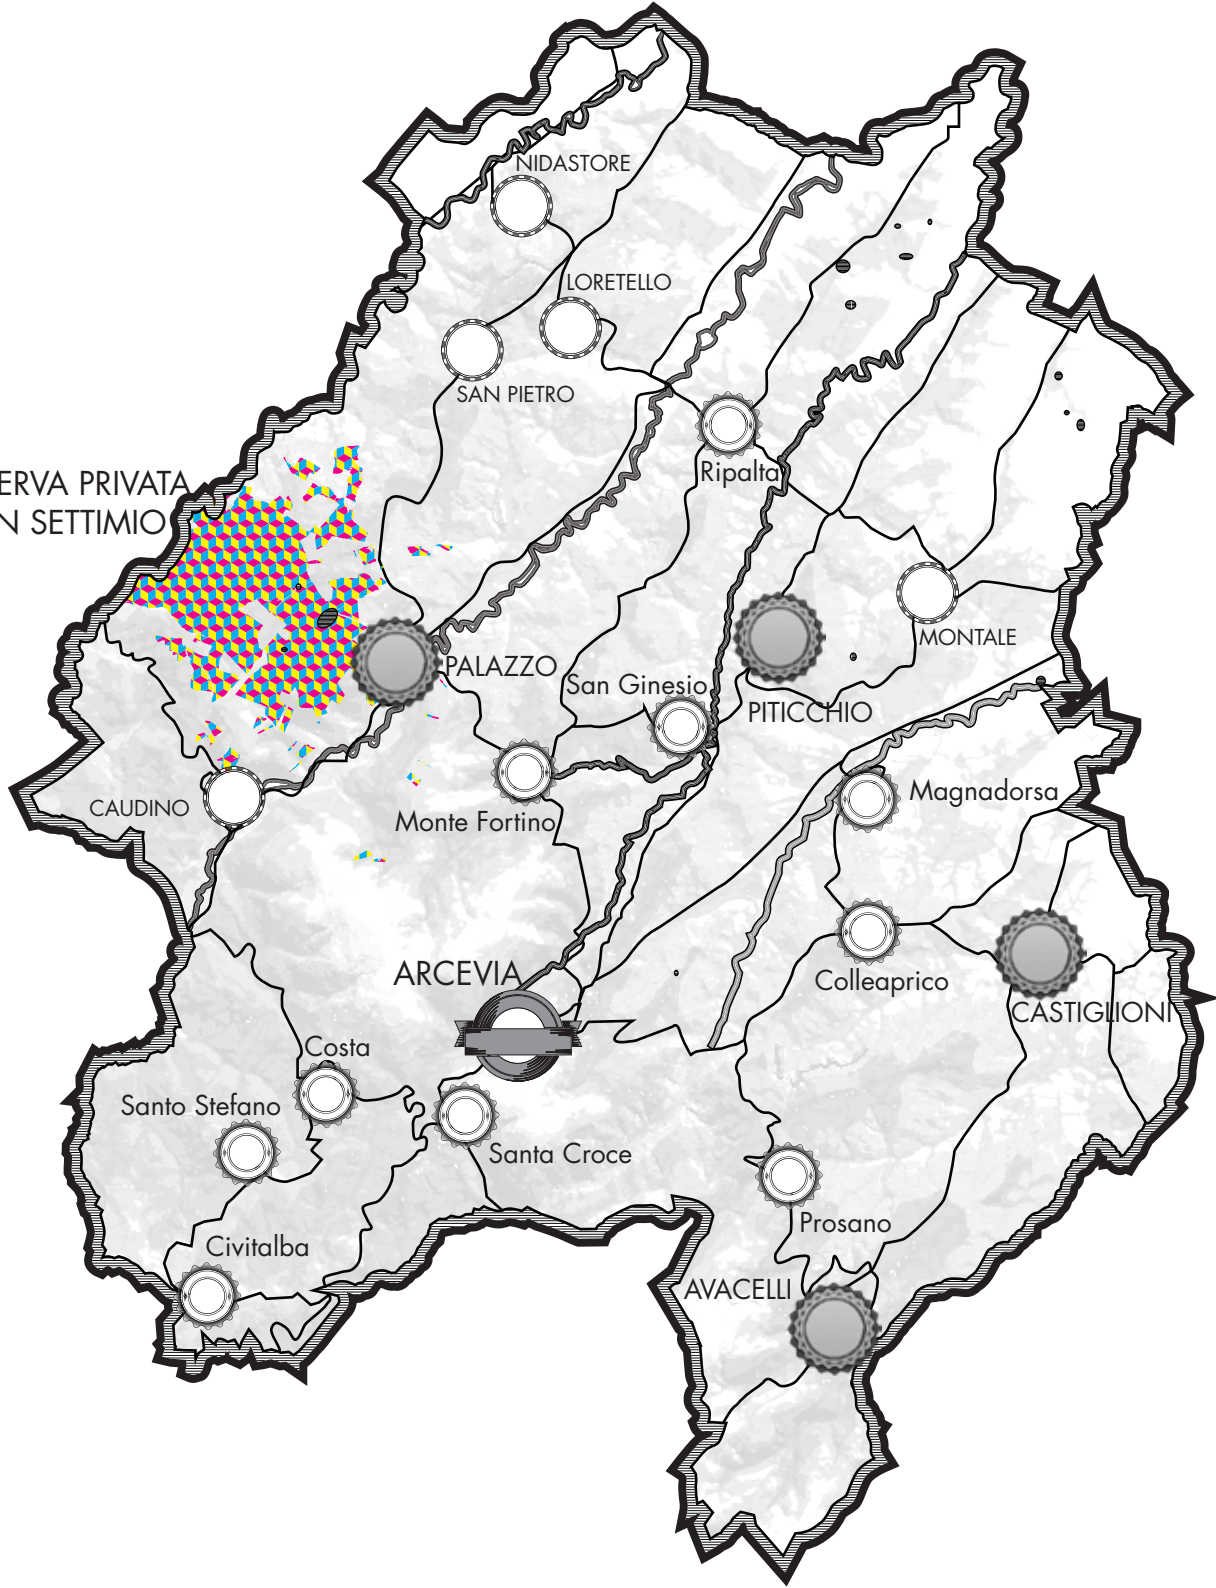 NIDASTORE
LORETELLO
SAN PIETRO
Ripalta
ERVA PRIVATA
N SETTIMIO
MONTALE
PALAZZO
San Ginesio
PITICCHIO
CAUDINO
Monte Fortino
Magnadorsa
ARCEVIA
Colleaprico
CASTIGLIONI
Costa
Santo Stefano
Santa Croce
Prosano
Civitalba
AVACELLI